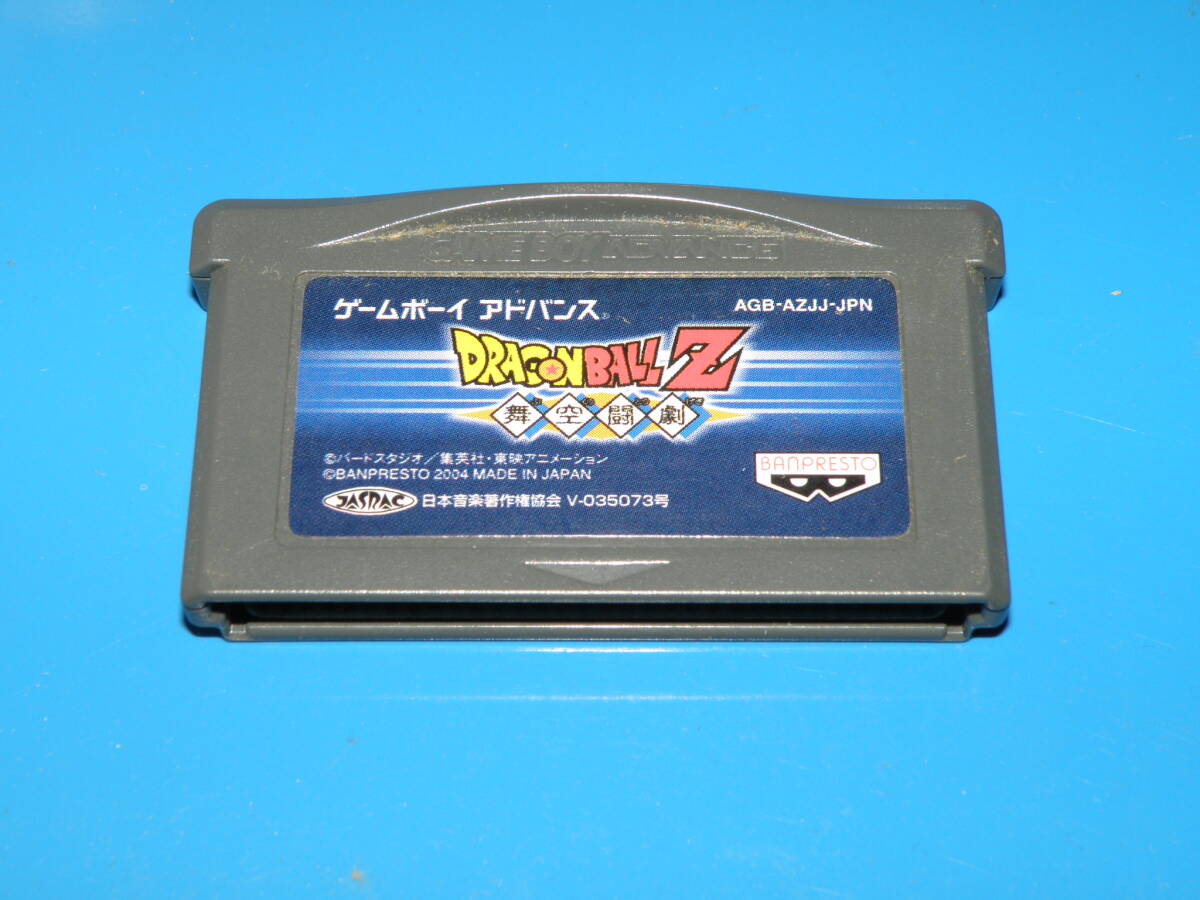 GAME BOY ADVANCE
ゲームボーイ アドバンス®
AGB-AZJJ-JPN
DRAGON BALL Z
舞空闘劇
©バードスタジオ／集英社・東映アニメーション
©BANPRESTO 2004 MADE IN JAPAN
BANPRESTO
JASRAC 日本音楽著作権協会 V-035073号